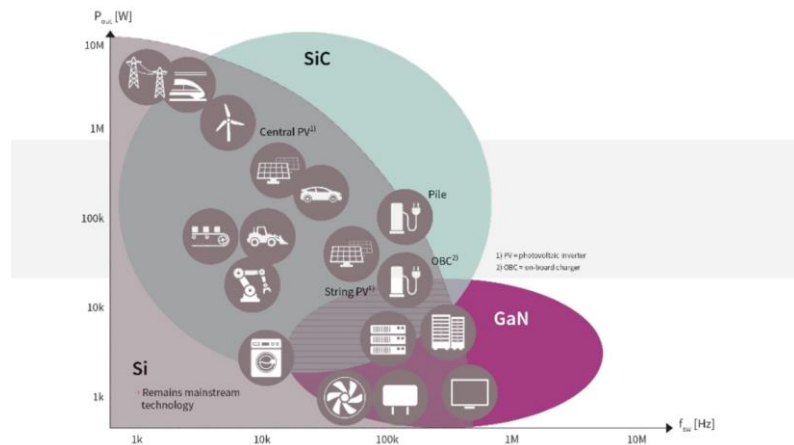 Pout [W]
10M
SiC
Central PV1)
1M
Pile
100k
1) PV = photovoltaic inverter
OBC2)
2) OBC = on-board charger
String PV1)
10k
GaN
Si
› Remains mainstream
technology
1k
fsw [Hz]
1k
10k
100k
1M
10M